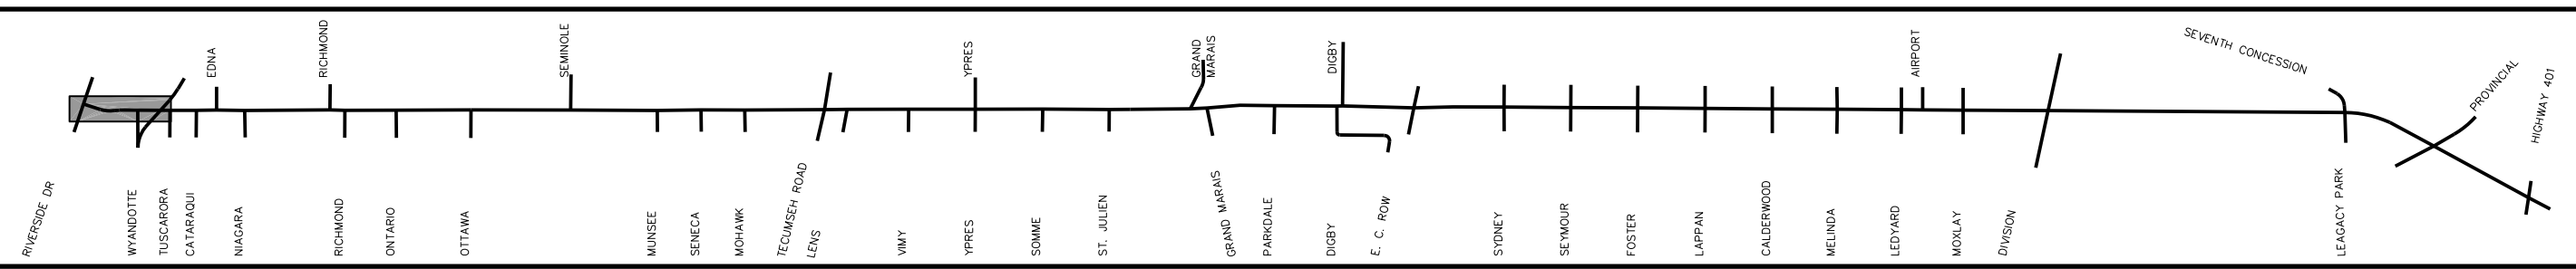 EDNA
RICHMOND
SEMINOLE
YPRES
GRAND
MARAIS
DIGBY
AIRPORT
SEVENTH CONCESSION
PROVINCIAL
HIGHWAY 401
RIVERSIDE DR
WYANDOTTE
TUSCARORA
CATARAQUI
NIAGARA
RICHMOND
ONTARIO
OTTAWA
MUNSEE
SENECA
MOHAWK
TECUMSEH ROAD
LENS
VIMY
YPRES
SOMME
ST. JULIEN
GRAND MARAIS
PARKDALE
DIGBY
E. C. ROW
SYDNEY
SEYMOUR
FOSTER
LAPPAN
CALDERWOOD
MELINDA
LEDYARD
MOXLAY
DIVISION
LEAGACY PARK